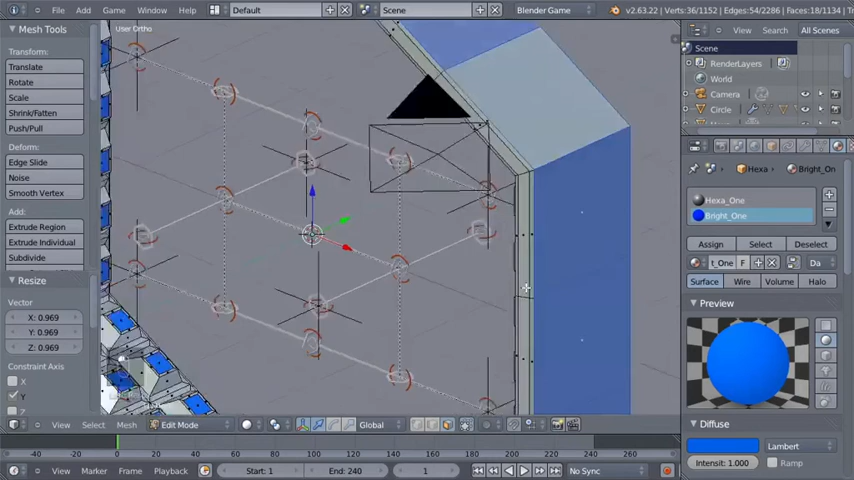 File Add Render Window Help Default Scene Blender Game v2.63.22 | Verts:36/1152 | Edges:54/2286 | Faces:18/1134
Mesh Tools
Transform:
Translate
Rotate
Scale
Shrink/Fatten
Push/Pull
Deform:
Edge Slide
Noise
Smooth Vertex
Add:
Extrude Region
Extrude Individual
Subdivide
Resize
Vector
X: 0.969
Y: 0.969
Z: 0.969
Constraint Axis
X
Y
Z
User Ortho
View Search All Scenes
Scene
RenderLayers
World
Camera
Circle
Hexa Bright_On
Hexa_One
Bright_One
Assign Select Deselect
t_One F Da
Surface Wire Volume Halo
Preview
Diffuse
Lambert
Intensit: 1.000 Ramp
View Select Mesh Edit Mode Global
-40 -20 0 20 40 60 80 100 120 140 160 180 200 220 240 260
View Marker Frame Playback Start: 1 End: 240 1 No Sync